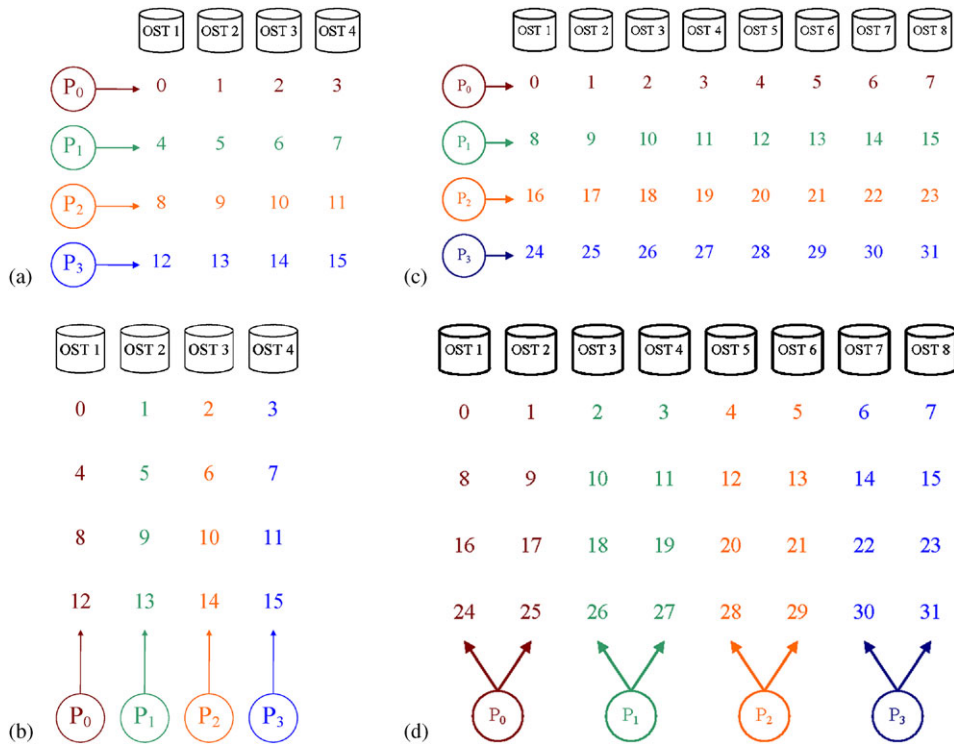 OST 1 OST 2 OST 3 OST 4
P0 0 1 2 3
P1 4 5 6 7
P2 8 9 10 11
P3 12 13 14 15
(a)
OST 1 OST 2 OST 3 OST 4 OST 5 OST 6 OST 7 OST 8
P0 0 1 2 3 4 5 6 7
P1 8 9 10 11 12 13 14 15
P2 16 17 18 19 20 21 22 23
P3 24 25 26 27 28 29 30 31
(c)
OST 1 OST 2 OST 3 OST 4
0 1 2 3
4 5 6 7
8 9 10 11
12 13 14 15
(b) P0 P1 P2 P3
OST 1 OST 2 OST 3 OST 4 OST 5 OST 6 OST 7 OST 8
0 1 2 3 4 5 6 7
8 9 10 11 12 13 14 15
16 17 18 19 20 21 22 23
24 25 26 27 28 29 30 31
(d) P0 P1 P2 P3